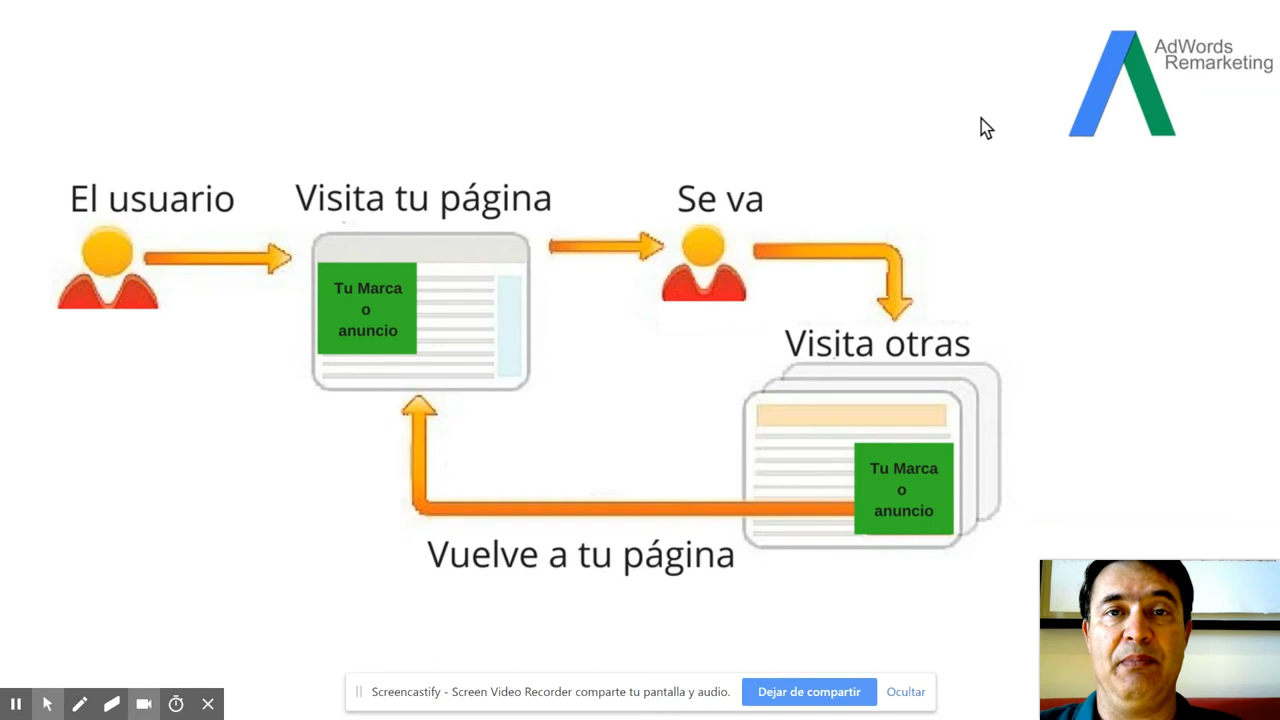 AdWords
Remarketing
El usuario
Visita tu página
Se va
Tu Marca
o
anuncio
Visita otras
Tu Marca
o
anuncio
Vuelve a tu página
Screencastify - Screen Video Recorder comparte tu pantalla y audio.
Dejar de compartir
Ocultar